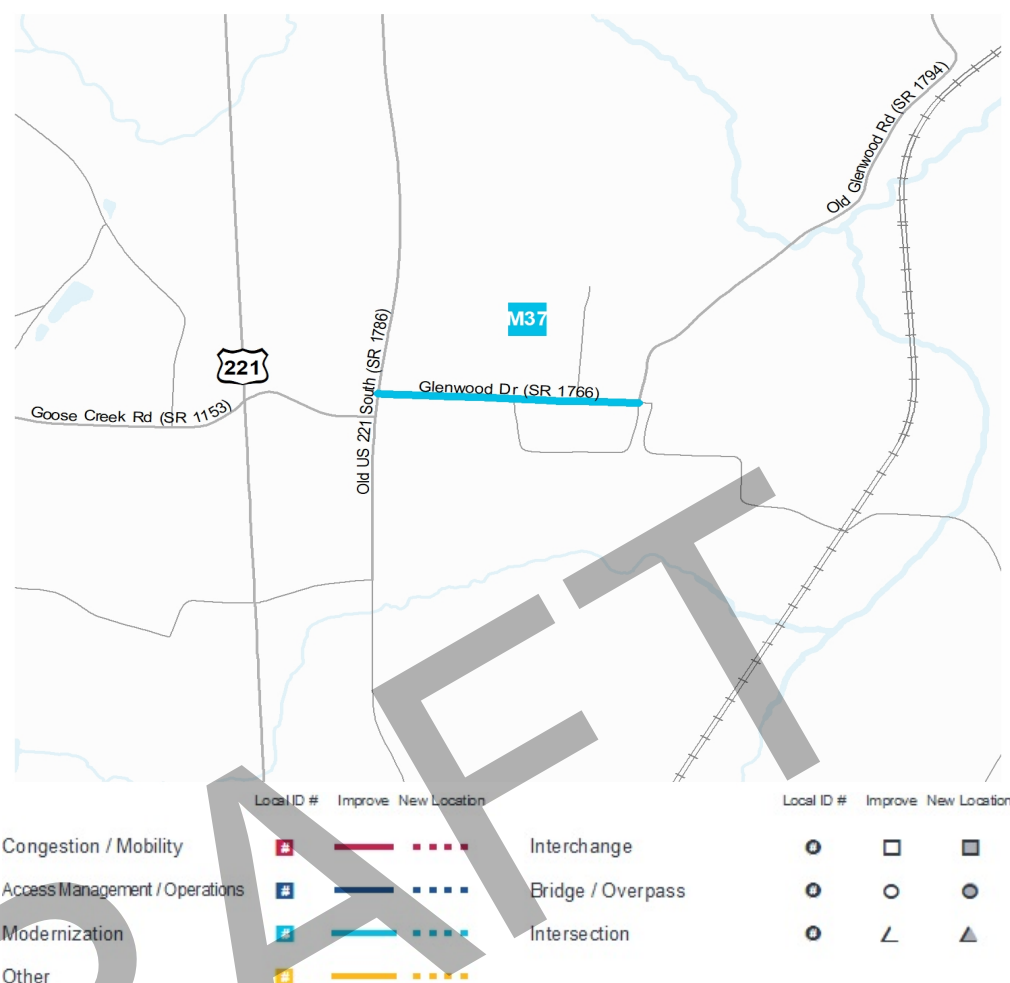 Old Glenwood Rd (SR 1794)
M37
Old US 221 South (SR 1786)
221
Glenwood Dr (SR 1766)
Goose Creek Rd (SR 1153)
DRAFT
Local ID # Improve New Location Local ID # Improve New Location
Congestion / Mobility # Interchange #
Access Management / Operations # Bridge / Overpass #
Modernization # Intersection #
Other #